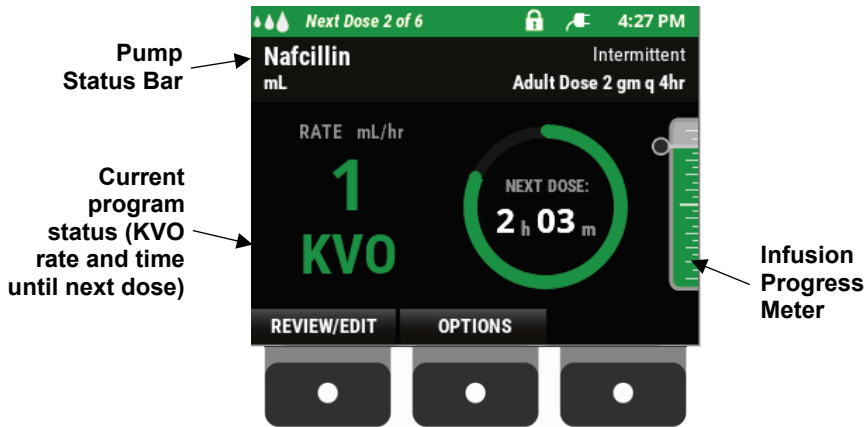 Next Dose 2 of 6
4:27 PM
Pump
Status Bar
Nafcillin
Intermittent
mL
Adult Dose 2 gm q 4hr
RATE mL/hr
1
KVO
NEXT DOSE:
2 h 03 m
Current
program
status (KVO
rate and time
until next dose)
Infusion
Progress
Meter
REVIEW/EDIT
OPTIONS